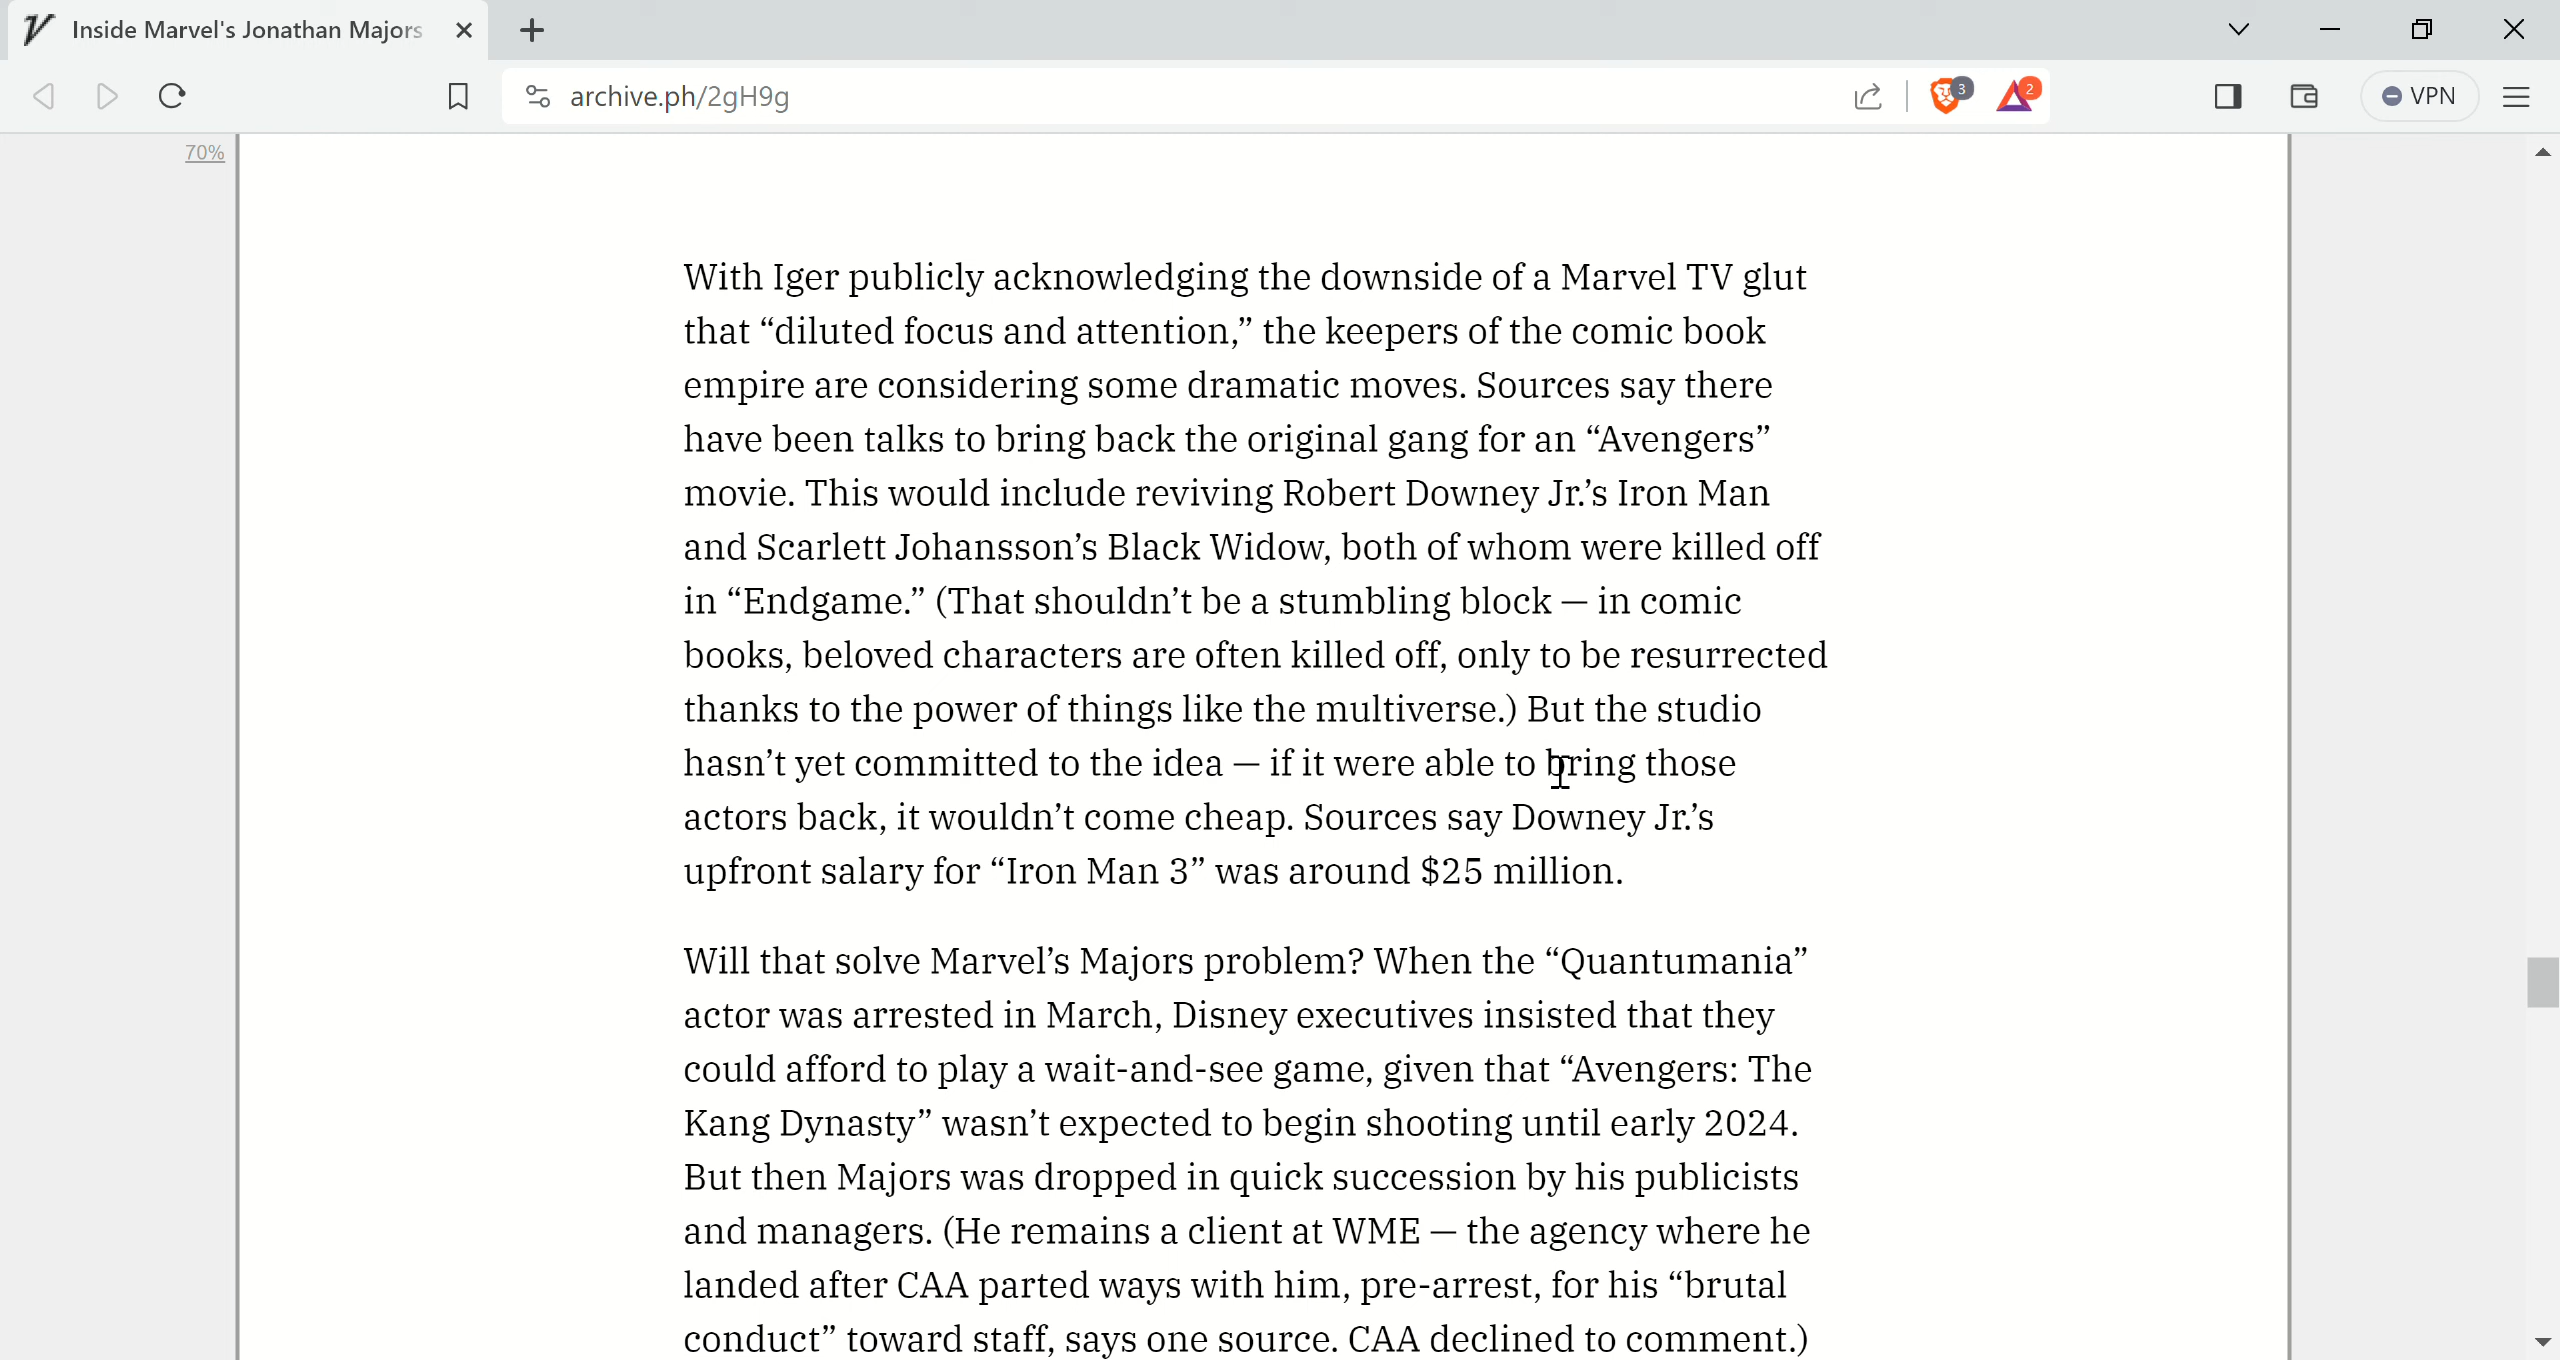 Inside Marvel's Jonathan Majors
archive.ph/2gH9g
3
2
VPN
70%
With Iger publicly acknowledging the downside of a Marvel TV glut
that “diluted focus and attention,” the keepers of the comic book
empire are considering some dramatic moves. Sources say there
have been talks to bring back the original gang for an “Avengers”
movie. This would include reviving Robert Downey Jr.’s Iron Man
and Scarlett Johansson’s Black Widow, both of whom were killed off
in “Endgame.” (That shouldn’t be a stumbling block — in comic
books, beloved characters are often killed off, only to be resurrected
thanks to the power of things like the multiverse.) But the studio
hasn’t yet committed to the idea — if it were able to bring those
actors back, it wouldn’t come cheap. Sources say Downey Jr.’s
upfront salary for “Iron Man 3” was around $25 million.
Will that solve Marvel’s Majors problem? When the “Quantumania”
actor was arrested in March, Disney executives insisted that they
could afford to play a wait-and-see game, given that “Avengers: The
Kang Dynasty” wasn’t expected to begin shooting until early 2024.
But then Majors was dropped in quick succession by his publicists
and managers. (He remains a client at WME — the agency where he
landed after CAA parted ways with him, pre-arrest, for his “brutal
conduct” toward staff, says one source. CAA declined to comment.)